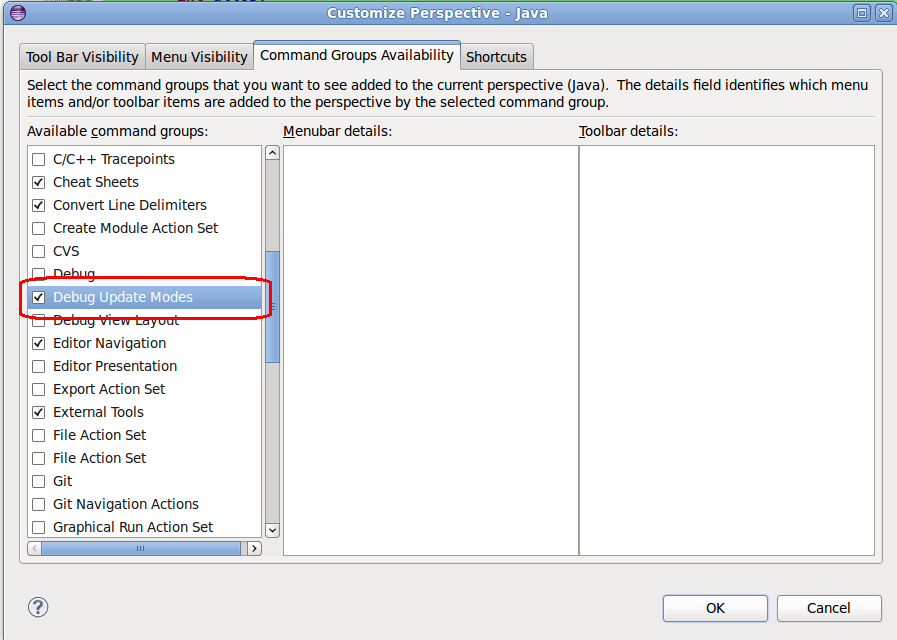 Customize Perspective - Java
Tool Bar Visibility
Menu Visibility
Command Groups Availability
Shortcuts
Select the command groups that you want to see added to the current perspective (Java).  The details field identifies which menu
items and/or toolbar items are added to the perspective by the selected command group.
Available command groups:
Menubar details:
Toolbar details:
C/C++ Tracepoints
Cheat Sheets
Convert Line Delimiters
Create Module Action Set
CVS
Debug
Debug Update Modes
Debug View Layout
Editor Navigation
Editor Presentation
Export Action Set
External Tools
File Action Set
File Action Set
Git
Git Navigation Actions
Graphical Run Action Set
?
OK
Cancel